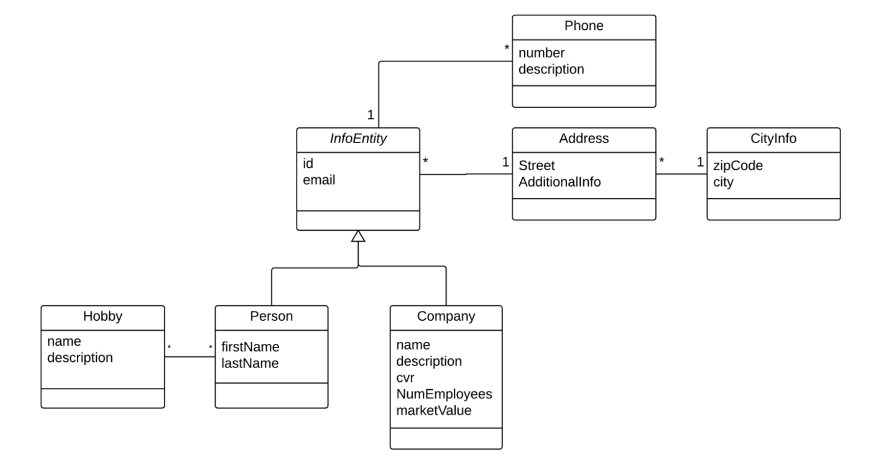 Phone
number
description
*
1
InfoEntity
id
email
*
1
Address
Street
AdditionalInfo
*
1
CityInfo
zipCode
city
Hobby
name
description
*
*
Person
firstName
lastName
Company
name
description
cvr
NumEmployees
marketValue